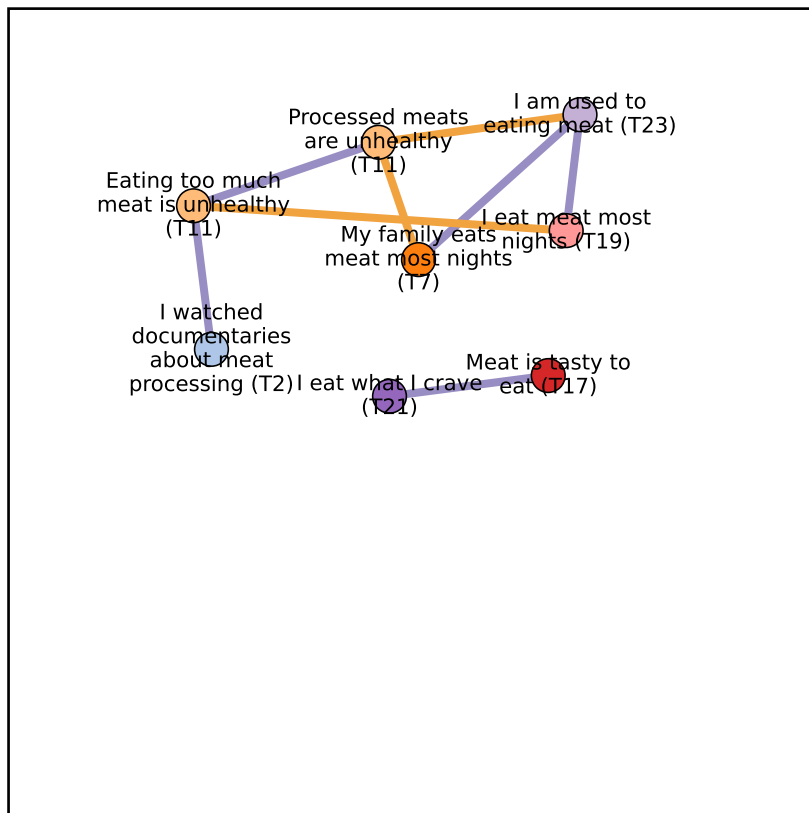 I am used to
eating meat (T23)
Processed meats
are unhealthy
(T11)
Eating too much
meat is unhealthy
(T11)
I eat meat most
nights (T19)
My family eats
meat most nights
(T7)
I watched
documentaries
about meat
processing (T2)
Meat is tasty to
eat (T17)
I eat what I crave
(T21)